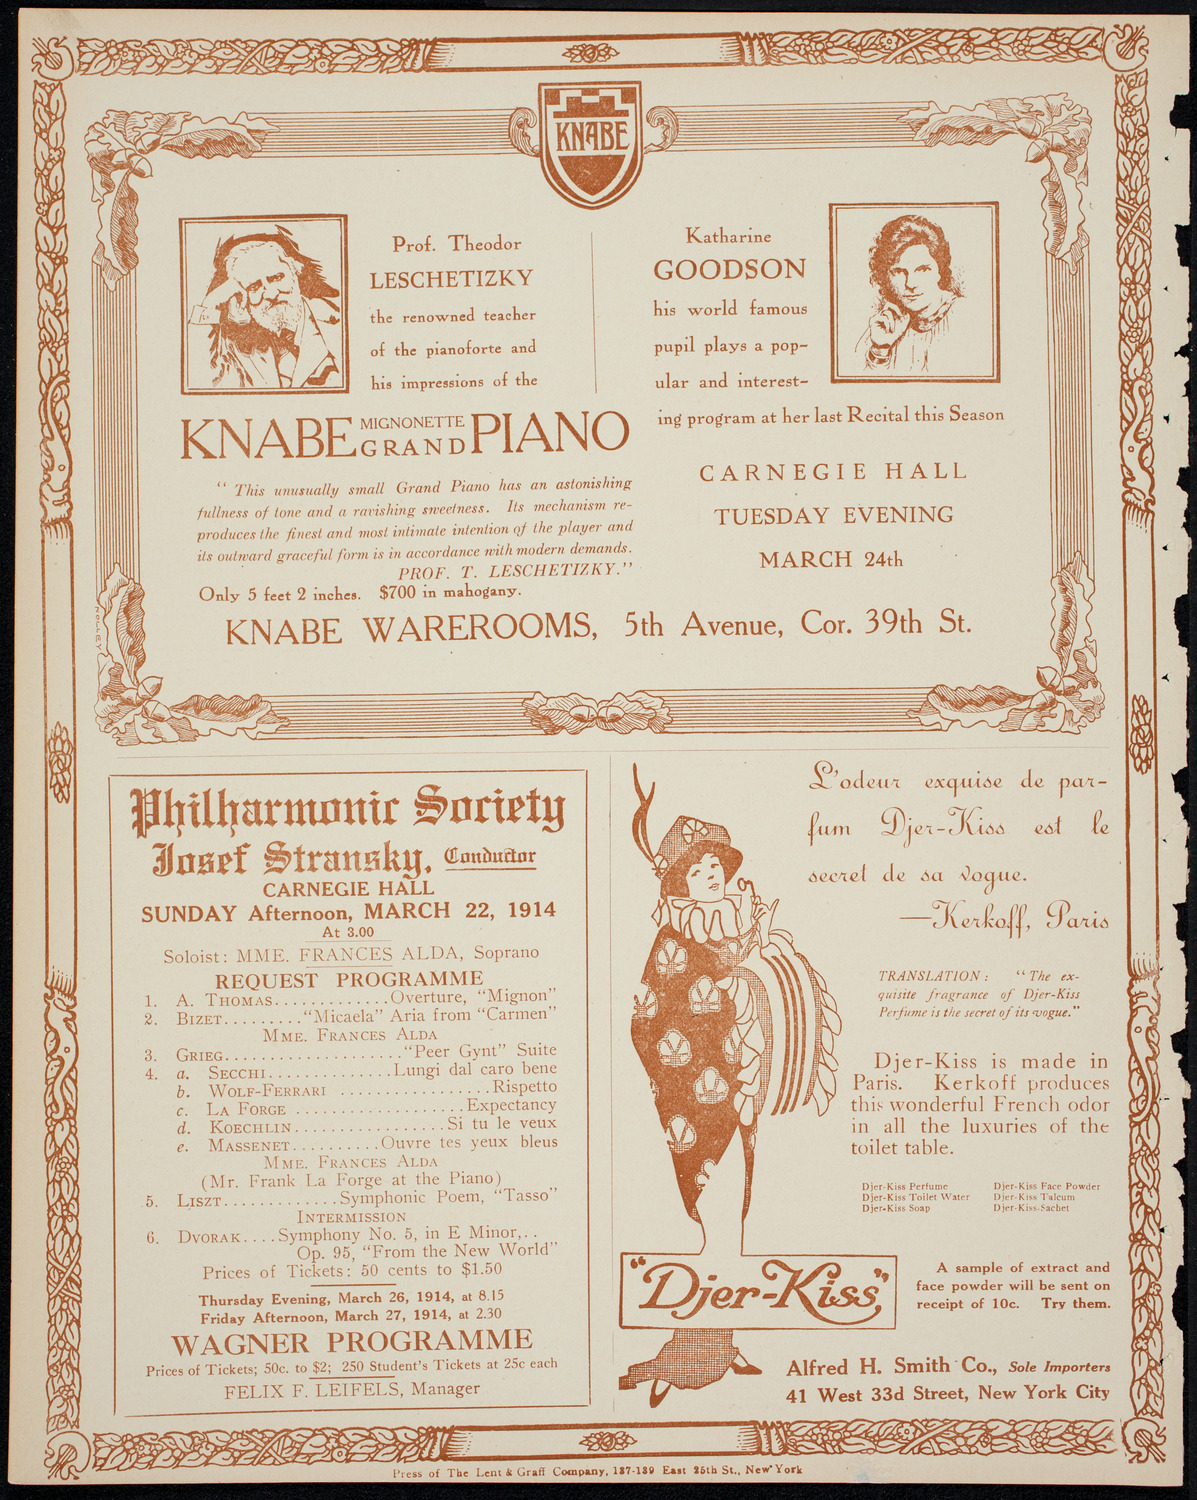 KNABE
Prof. Theodor
LESCHETIZKY
the renowned teacher
of the pianoforte and
his impressions of the
KNABE MIGNONETTE GRAND PIANO
“ This unusually small Grand Piano has an astonishing
fullness of tone and a ravishing sweetness. Its mechanism re-
produces the finest and most intimate intention of the player and
its outward graceful form is in accordance with modern demands.
PROF. T. LESCHETIZKY.”
Only 5 feet 2 inches. $700 in mahogany.
Katharine
GOODSON
his world famous
pupil plays a pop-
ular and interest-
ing program at her last Recital this Season
CARNEGIE HALL
TUESDAY EVENING
MARCH 24th
KNABE WAREROOMS, 5th Avenue, Cor. 39th St.
Philharmonic Society
Josef Stransky, Conductor
CARNEGIE HALL
SUNDAY Afternoon, MARCH 22, 1914
At 3.00
Soloist: MME. FRANCES ALDA, Soprano
REQUEST PROGRAMME
1. A. THOMAS.............Overture, “Mignon”
2. BIZET.........“Micaela” Aria from “Carmen”
MME. FRANCES ALDA
3. GRIEG....................“Peer Gynt” Suite
4. a. SECCHI..............Lungi dal caro bene
b. WOLF-FERRARI .................Rispetto
c. LA FORGE ...................Expectancy
d. KOECHLIN.................Si tu le veux
e. MASSENET..........Ouvre tes yeux bleus
MME. FRANCES ALDA
(Mr. Frank La Forge at the Piano)
5. LISZT............Symphonic Poem, “Tasso”
INTERMISSION
6. DVORAK....Symphony No. 5, in E Minor,..
Op. 95, “From the New World”
Prices of Tickets: 50 cents to $1.50
Thursday Evening, March 26, 1914, at 8.15
Friday Afternoon, March 27, 1914, at 2.30
WAGNER PROGRAMME
Prices of Tickets; 50c. to $2; 250 Student's Tickets at 25c each
FELIX F. LEIFELS, Manager
L'odeur exquise de par-
fum Djer-Kiss est le
secret de sa vogue.
—Kerkoff, Paris
TRANSLATION: “The ex-
quisite fragrance of Djer-Kiss
Perfume is the secret of its vogue.”
Djer-Kiss is made in
Paris. Kerkoff produces
this wonderful French odor
in all the luxuries of the
toilet table.
Djer-Kiss Perfume Djer-Kiss Face Powder
Djer-Kiss Toilet Water Djer-Kiss Talcum
Djer-Kiss Soap Djer-Kiss-Sachet
“Djer-Kiss”
A sample of extract and
face powder will be sent on
receipt of 10c. Try them.
Alfred H. Smith Co., Sole Importers
41 West 33d Street, New York City
Press of The Lent & Graff Company, 137-139 East 25th St., New York